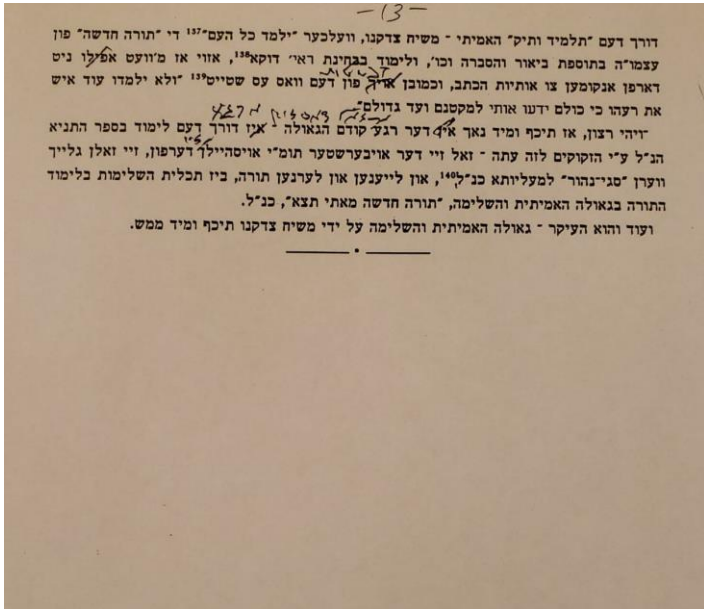 -13-
דורך דעם "תלמיד ותיק" האמיתי - משיח צדקנו, וועלכער "ילמד כל העם"137 די "תורה חדשה" פון
עצמו"ה בתוספת ביאור והסברה וכו', ולימוד בבחינת ראי' דוקא138, אזוי אז מ'וועט אפילו ניט
דארפן אנקומען צו אותיות הכתב, וכמובן אויך פון דעם וואס עס שטייט139 "ולא ילמדו עוד איש
את רעהו כי כולם ידעו אותי למקטנם ועד גדולם".
-ויהי רצון, אז תיכף ומיד נאך אין דער רגע קודם הגאולה - איז דורך דעם לימוד בספר התניא
הנ"ל ע"י הזקוקים לזה עתה - זאל זיי דער אויבערשטער תומ"י אויסהיילן דערפון, זיי זאלן גלייך
ווערן "סגי-נהור" למעליותא כנ"ל140, און לייענען און לערנען תורה, ביז תכלית השלימות בלימוד
התורה בגאולה האמיתית והשלימה, "תורה חדשה מאתי תצא", כנ"ל.
ועוד והוא העיקר - גאולה האמיתית והשלימה על ידי משיח צדקנו תיכף ומיד ממש.